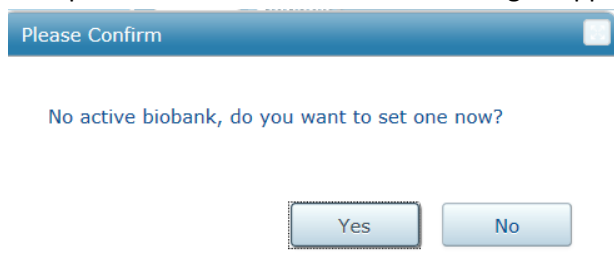 Please Confirm
No active biobank, do you want to set one now?
Yes No